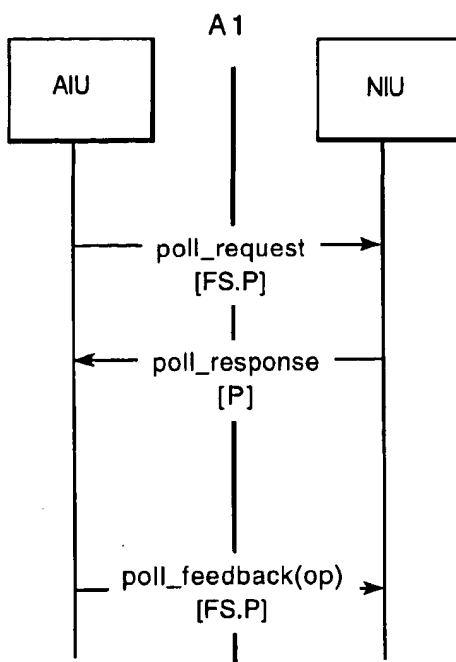 A1
AIU
NIU
poll_request
[FS.P]
poll_response
[P]
poll_feedback(op)
[FS.P]